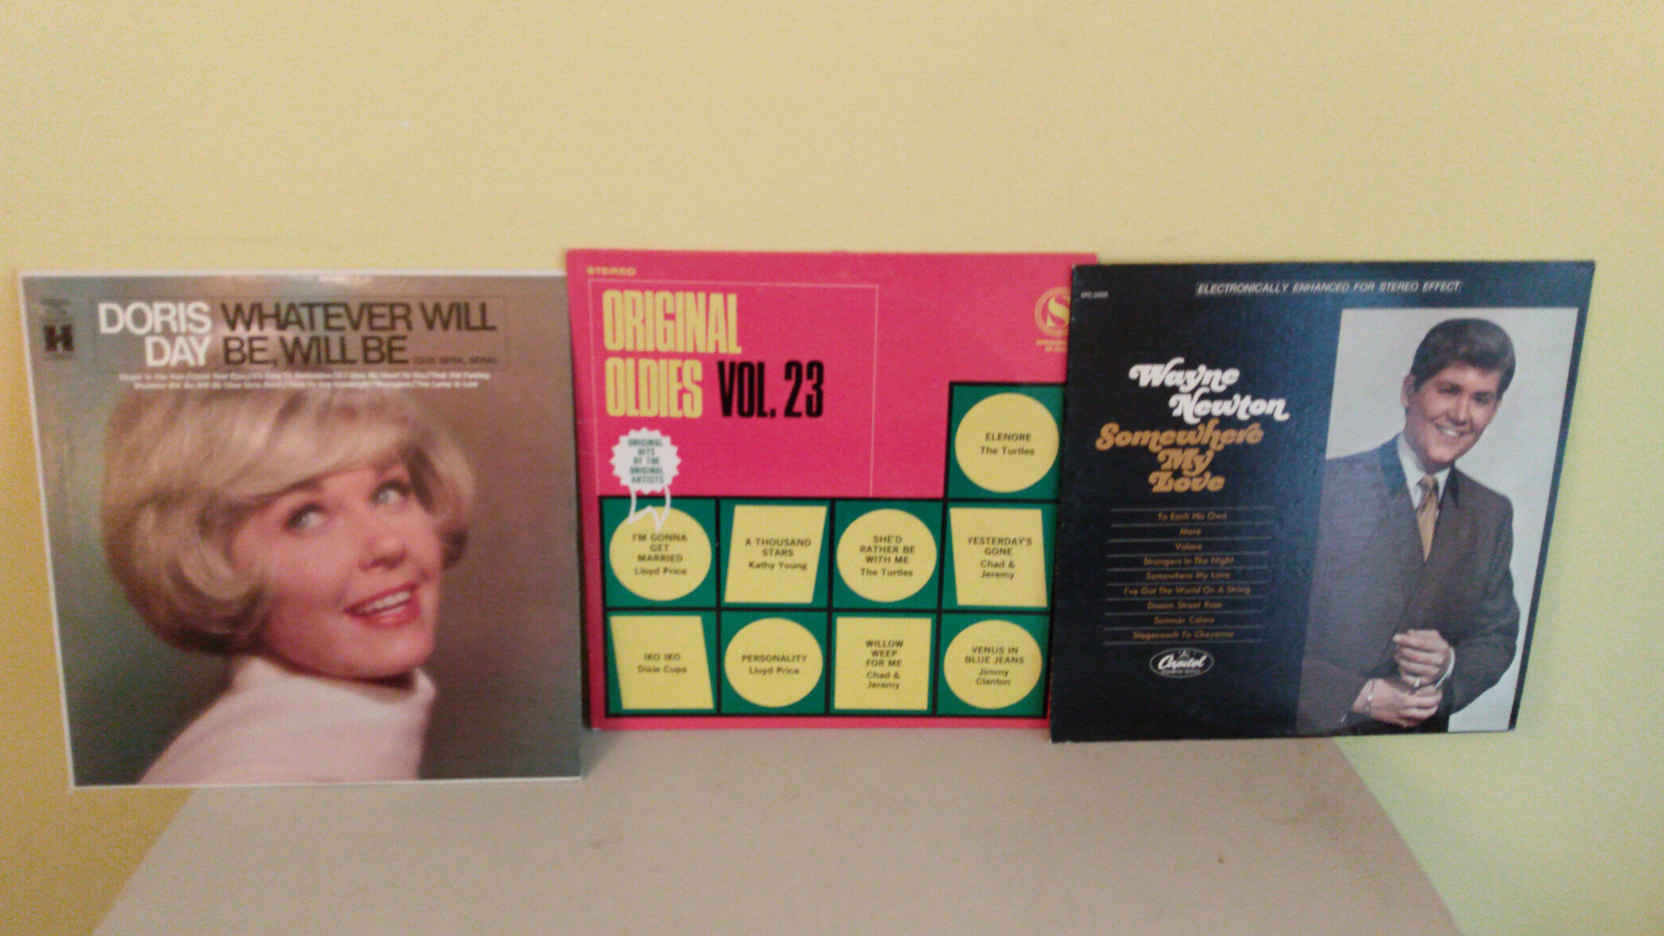 DORIS DAY
WHATEVER WILL BE, WILL BE
STEREO
ORIGINAL
OLDIES VOL. 23
ORIGINAL
HITS
BY THE
ORIGINAL
ARTISTS
ELENORE
The Turtles
I'M GONNA
GET
MARRIED
Lloyd Price
A THOUSAND
STARS
Kathy Young
SHE'D
RATHER BE
WITH ME
The Turtles
YESTERDAY'S
GONE
Chad &
Jeremy
IKO IKO
Dixie Cups
PERSONALITY
Lloyd Price
WILLOW
WEEP
FOR ME
Chad &
Jeremy
VENUS IN
BLUE JEANS
Jimmy
Clanton
ELECTRONICALLY ENHANCED FOR STEREO EFFECT.
Wayne
Newton
Somewhere
My
Love
To Each His Own
More
Strangers In The Night
Somewhere My Love
I've Got The World On A String
Summer Colors
Stagecoach To Cheyenne
Capitol